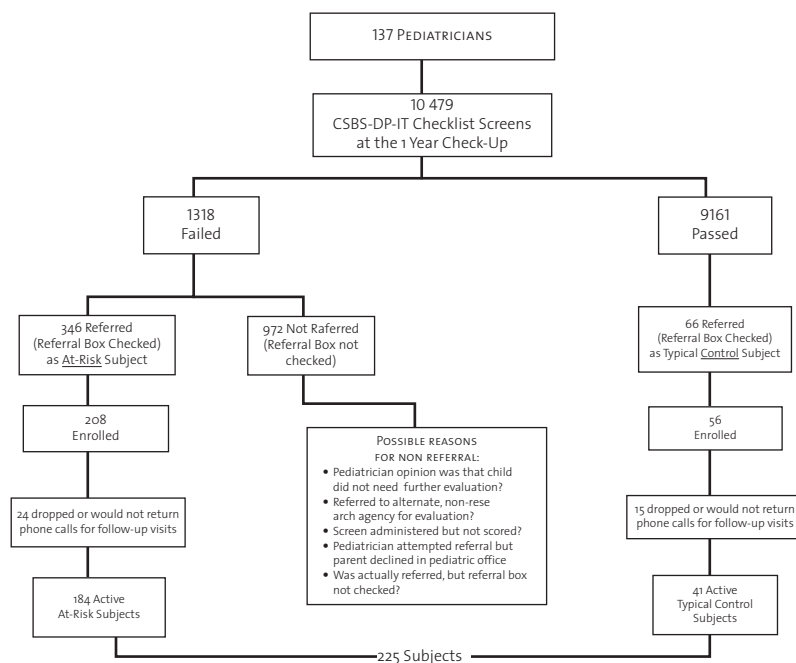 137 PEDIATRICIANS
10 479
CSBS-DP-IT Checklist Screens
at the 1 Year Check-Up
1318
Failed
9161
Passed
346 Referred
(Referral Box Checked)
as At-Risk Subject
972 Not Raferred
(Referral Box not
checked)
66 Referred
(Referral Box Checked)
as Typical Control Subject
208
Enrolled
56
Enrolled
POSSIBLE REASONS
FOR NON REFERRAL:
• Pediatrician opinion was that child
did not need further evaluation?
• Referred to alternate, non-rese
arch agency for evaluation?
• Screen administered but not scored?
• Pediatrician attempted referral but
parent declined in pediatric office
• Was actually referred, but referral box
not checked?
24 dropped or would not return
phone calls for follow-up visits
15 dropped or would not return
phone calls for follow-up visits
184 Active
At-Risk Subjects
41 Active
Typical Control
Subjects
225 Subjects